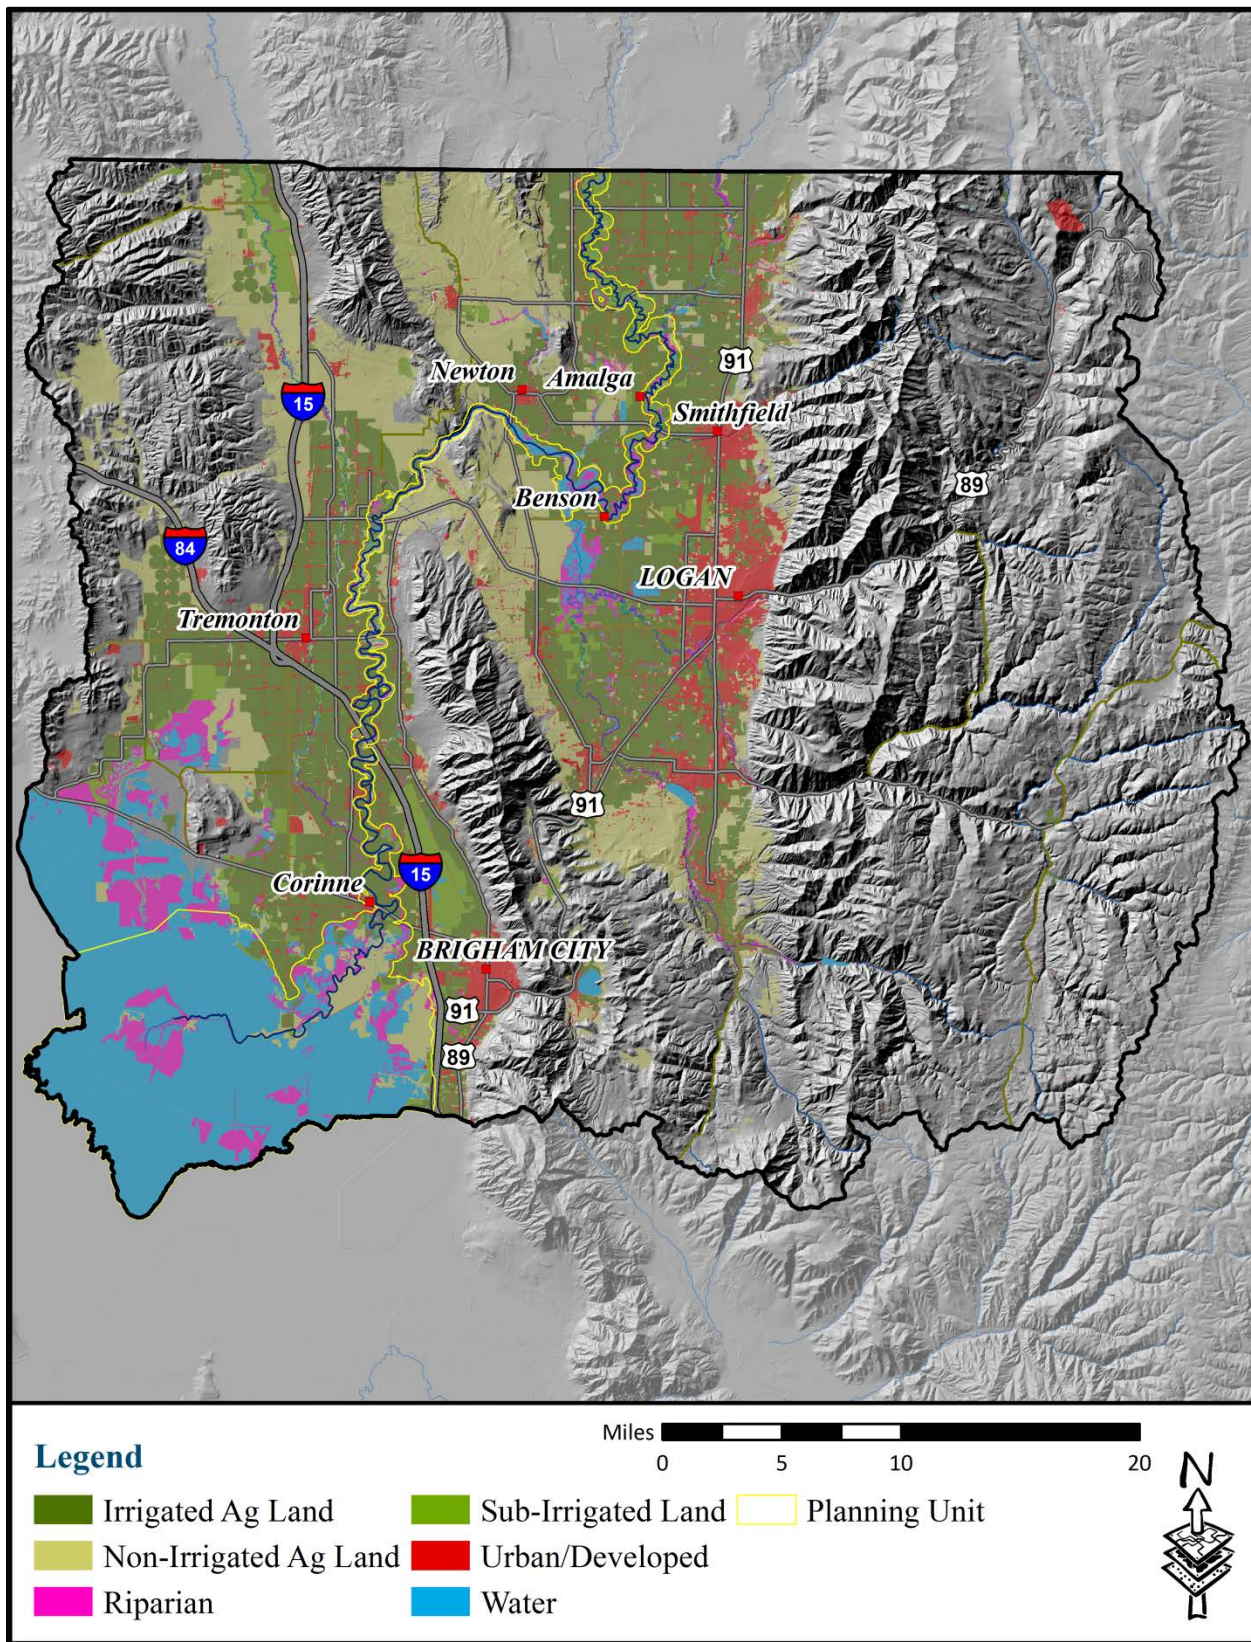 91
Newton
Amalga
15
Smithfield
89
Benson
84
LOGAN
Tremonton
91
15
Corinne
BRIGHAM CITY
91
89
Miles
0 5 10 20
Legend
N
Irrigated Ag Land
Sub-Irrigated Land
Planning Unit
Non-Irrigated Ag Land
Urban/Developed
Riparian
Water